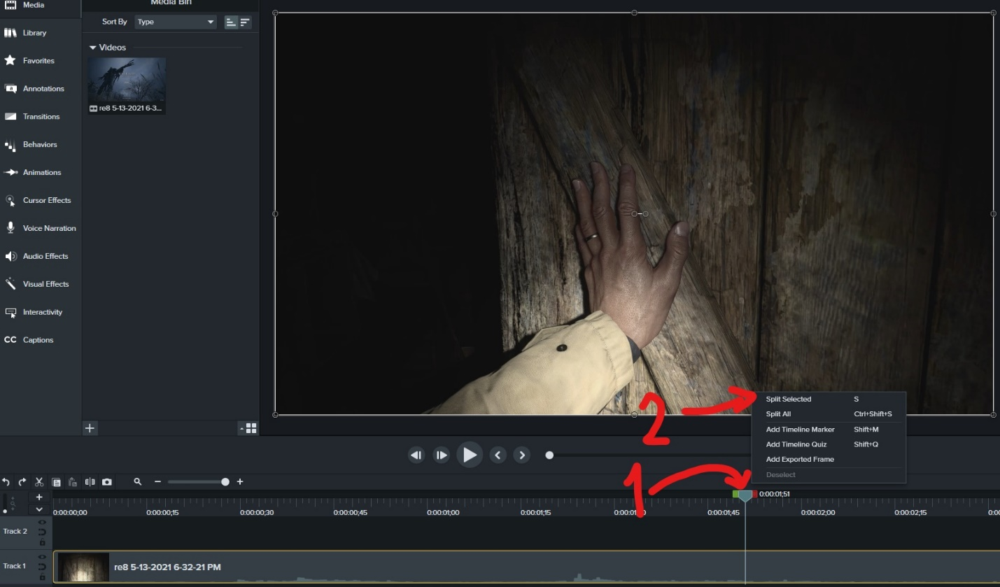 Media
Library
Favorites
Annotations
Transitions
Behaviors
Animations
Cursor Effects
Voice Narration
Audio Effects
Visual Effects
Interactivity
CC Captions
Media Bin
Sort By Type
Videos
re8 5-13-2021 6-3...
2
Split Selected S
Split All Ctrl+Shift+S
Add Timeline Marker Shift+M
Add Timeline Quiz Shift+Q
Add Exported Frame
Deselect
1
0:00:01;51
0:00:00;00 0:00:00;15 0:00:00;30 0:00:00;45 0:00:01;00 0:00:01;15 0:00:01;45 0:00:02;00 0:00:02;15
Track 2
Track 1
re8 5-13-2021 6-32-21 PM